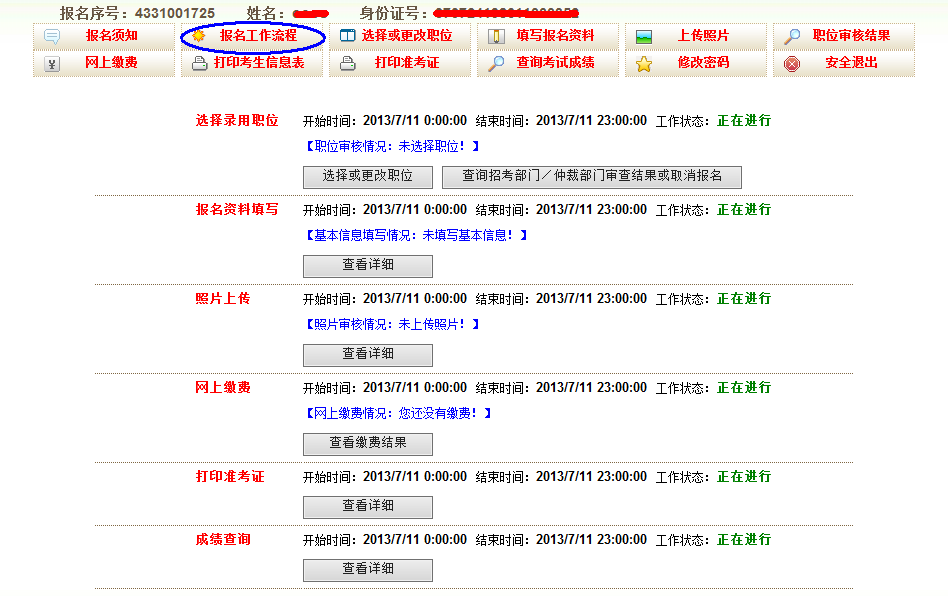 报名序号：4331001725 姓名： 身份证号：
报名须知 报名工作流程 选择或更改职位 填写报名资料 上传照片 职位审核结果
网上缴费 打印考生信息表 打印准考证 查询考试成绩 修改密码 安全退出
选择录用职位 开始时间：2013/7/11 0:00:00 结束时间：2013/7/11 23:00:00 工作状态：正在进行
【职位审核情况：未选择职位！】
选择或更改职位 查询招考部门／仲裁部门审查结果或取消报名
报名资料填写 开始时间：2013/7/11 0:00:00 结束时间：2013/7/11 23:00:00 工作状态：正在进行
【基本信息填写情况：未填写基本信息！】
查看详细
照片上传 开始时间：2013/7/11 0:00:00 结束时间：2013/7/11 23:00:00 工作状态：正在进行
【照片审核情况：未上传照片！】
查看详细
网上缴费 开始时间：2013/7/11 0:00:00 结束时间：2013/7/11 23:00:00 工作状态：正在进行
【网上缴费情况：您还没有缴费！】
查看缴费结果
打印准考证 开始时间：2013/7/11 0:00:00 结束时间：2013/7/11 23:00:00 工作状态：正在进行
查看详细
成绩查询 开始时间：2013/7/11 0:00:00 结束时间：2013/7/11 23:00:00 工作状态：正在进行
查看详细